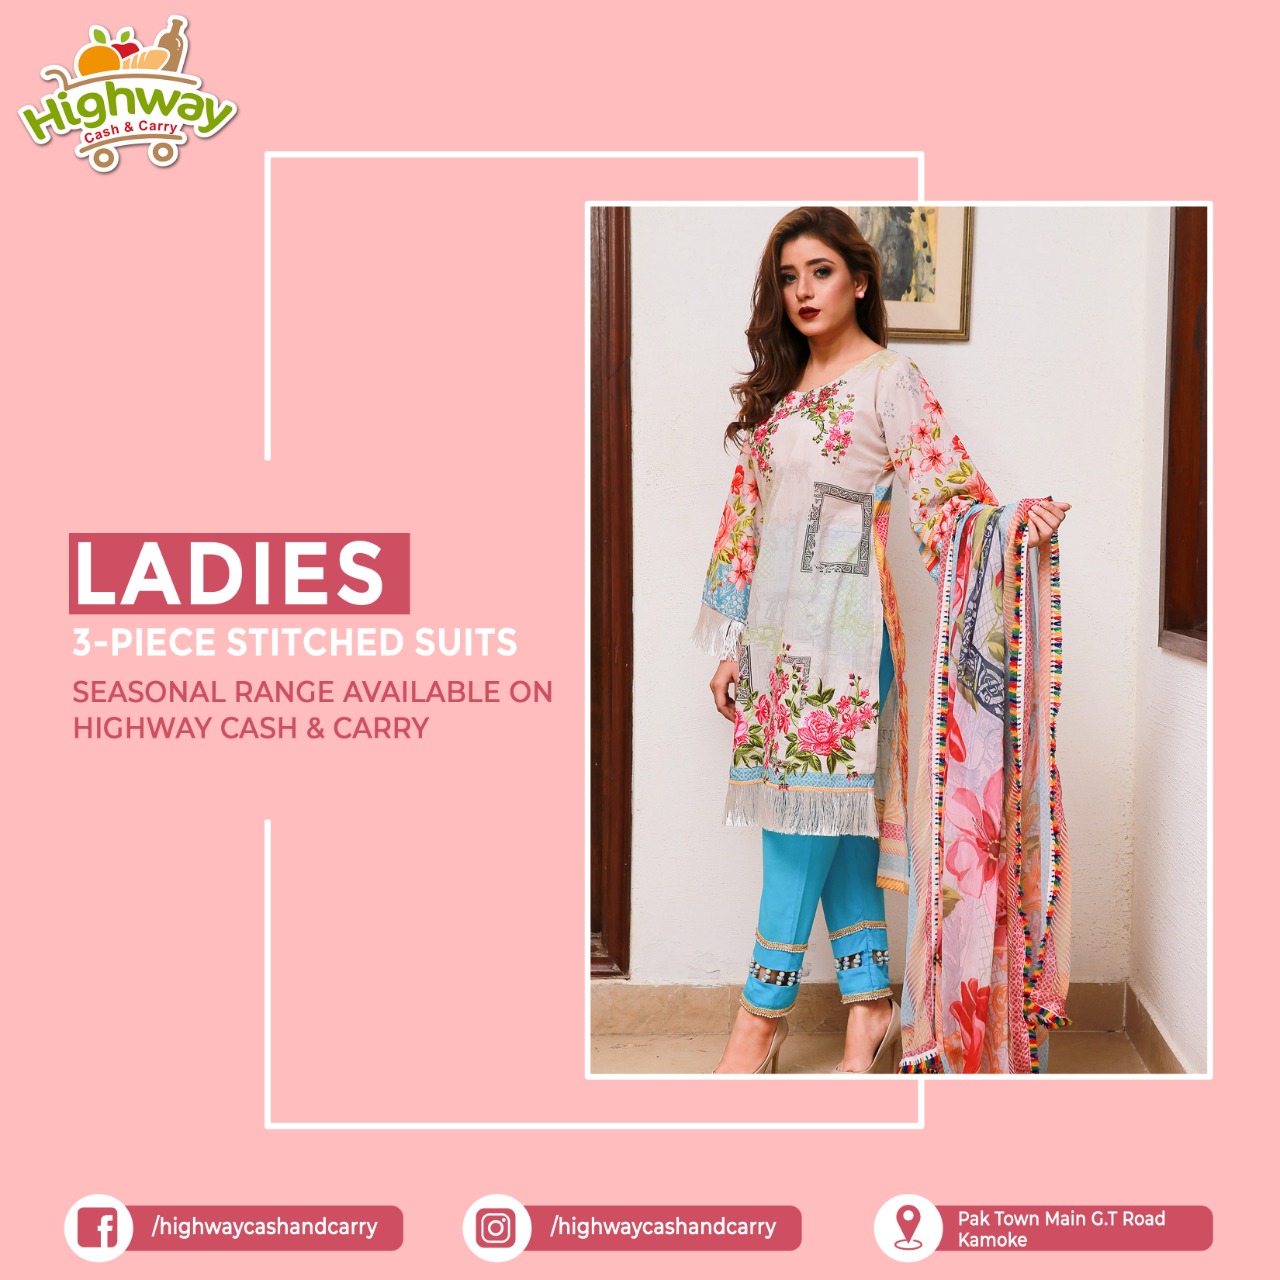 Highway
Cash & Carry
LADIES
3-PIECE STITCHED SUITS
SEASONAL RANGE AVAILABLE ON
HIGHWAY CASH & CARRY
/highwaycashandcarry
/highwaycashandcarry
Pak Town Main G.T Road
Kamoke